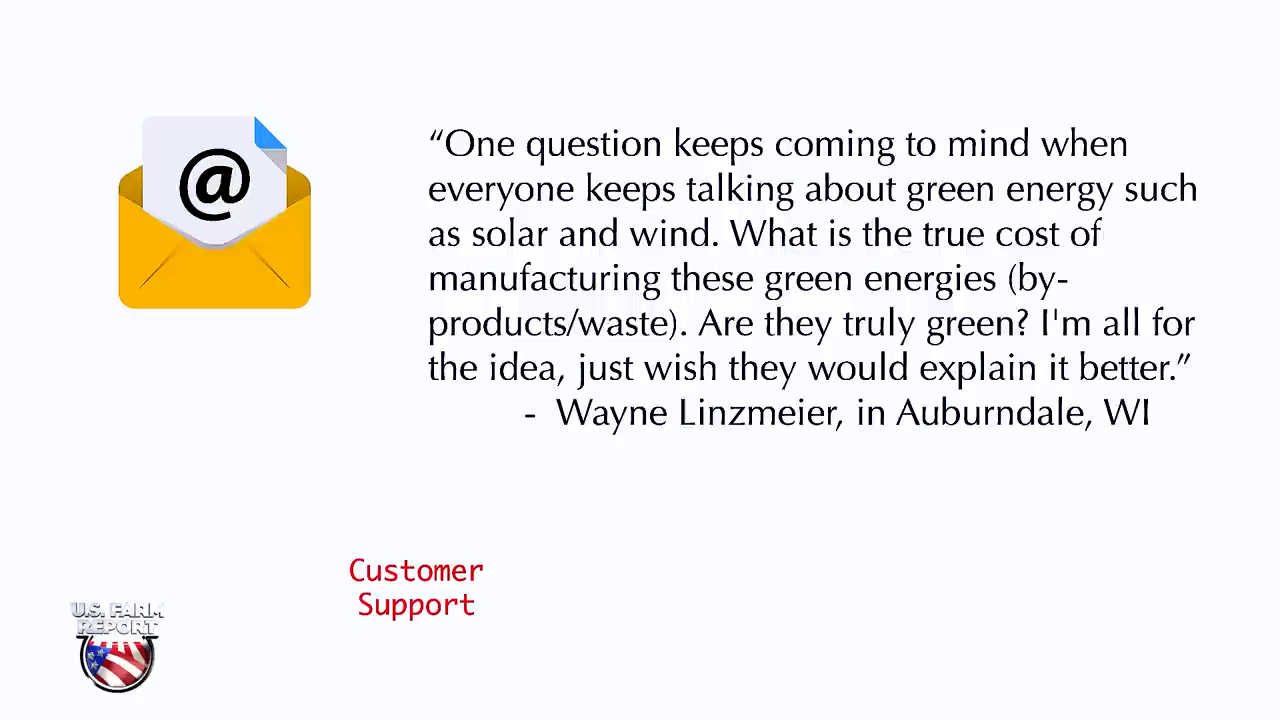 @
“One question keeps coming to mind when
everyone keeps talking about green energy such
as solar and wind. What is the true cost of
manufacturing these green energies (by-
products/waste). Are they truly green? I'm all for
the idea, just wish they would explain it better.”
- Wayne Linzmeier, in Auburndale, WI
Customer
Support
U.S. FARM
REPORT